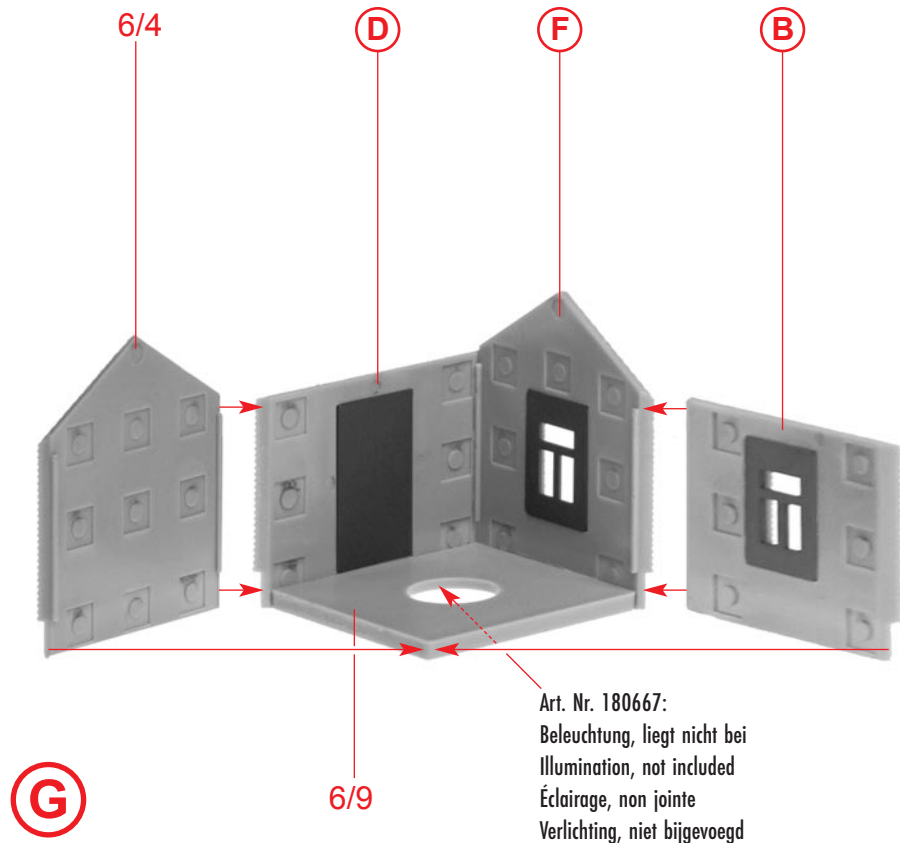 6/4
D
F
B
Art. Nr. 180667:
Beleuchtung, liegt nicht bei
Illumination, not included
Éclairage, non jointe
Verlichting, niet bijgevoegd
6/9
G